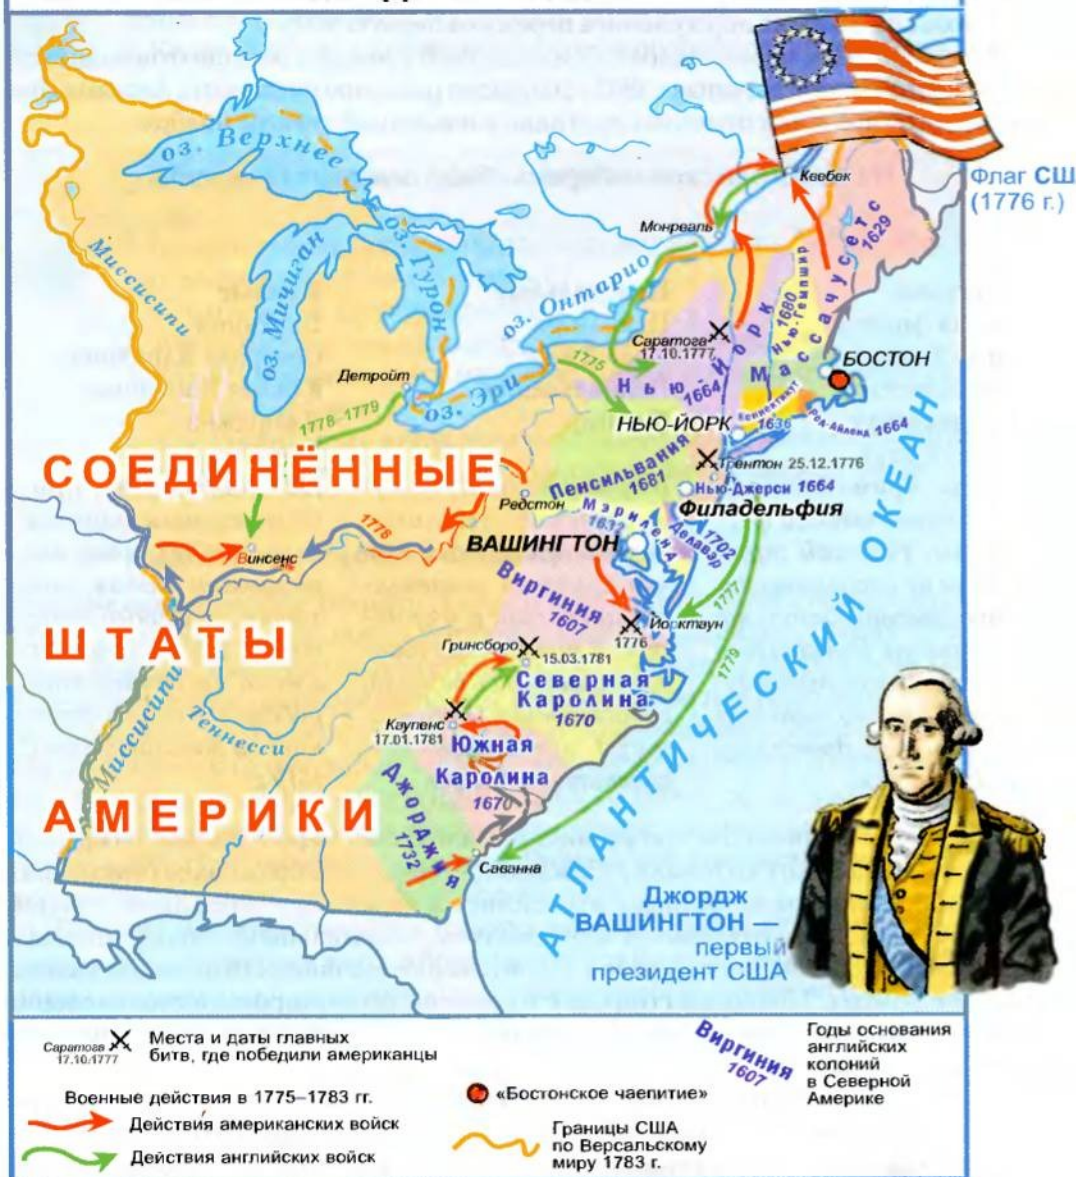 Флаг СШ
(1776 г.)
оз. Верхнее
Миссисипи
оз. Мичиган
оз. Гурон
оз. Онтарио
оз. Эри
Квебек
Монреаль
Массачусетс
1629
Нью-Гемпшир
1680
Саратога
17.10.1777
Нью-Йорк
1664
БОСТОН
Детройт
1775
1778–1779
НЬЮ-ЙОРК
Коннектикут
1636
Род-Айленд 1664
СОЕДИНЁННЫЕ
Пенсильвания
1681
Трентон 25.12.1776
Нью-Джерси 1664
Филадельфия
Редстон
1778
Мэриленд
1632
Делавэр
1702
ВАШИНГТОН
Винсенс
Виргиния
1607
1777
Йорктаун
1776
ШТАТЫ
Гринсборо
15.03.1781
1779
Северная
Каролина
1670
Миссисипи
Теннесси
Каупенс
17.01.1781
Южная
Каролина
1670
АМЕРИКИ
Джорджия
1732
Саванна
АТЛАНТИЧЕСКИЙ ОКЕАН
Джордж
ВАШИНГТОН —
первый
президент США
Саратога
17.10.1777
Места и даты главных
битв, где победили американцы
Военные действия в 1775–1783 гг.
Действия американских войск
Действия английских войск
«Бостонское чаепитие»
Границы США
по Версальскому
миру 1783 г.
Виргиния
1607
Годы основания
английских
колоний
в Северной
Америке